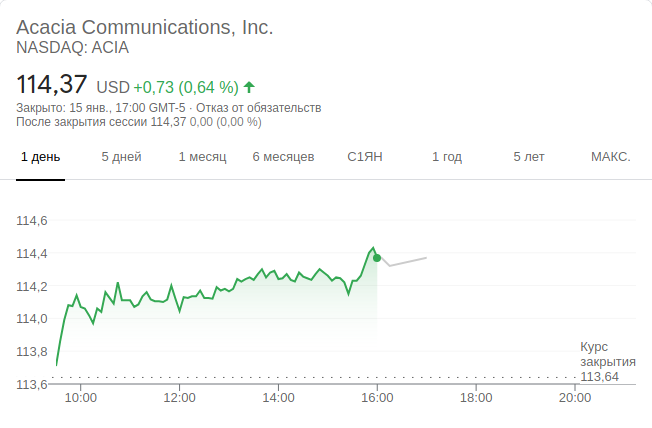 Acacia Communications, Inc.
NASDAQ: ACIA
114,37 USD +0,73 (0,64 %)
Закрыто: 15 янв., 17:00 GMT-5 · Отказ от обязательств
После закрытия сессии 114,37 0,00 (0,00 %)
1 день 5 дней 1 месяц 6 месяцев С1ЯН 1 год 5 лет МАКС.
114,6
114,4
114,2
114,0
113,8
113,6
Курс
закрытия
113,64
10:00 12:00 14:00 16:00 18:00 20:00